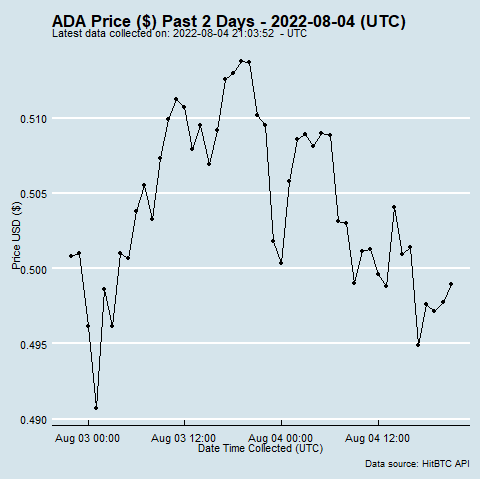 ADA Price ($) Past 2 Days - 2022-08-04 (UTC)
Latest data collected on: 2022-08-04 21:03:52 - UTC
0.510
0.505
0.500
0.495
0.490
Price USD ($)
Aug 03 00:00 Aug 03 12:00 Aug 04 00:00 Aug 04 12:00
Date Time Collected (UTC)
Data source: HitBTC API